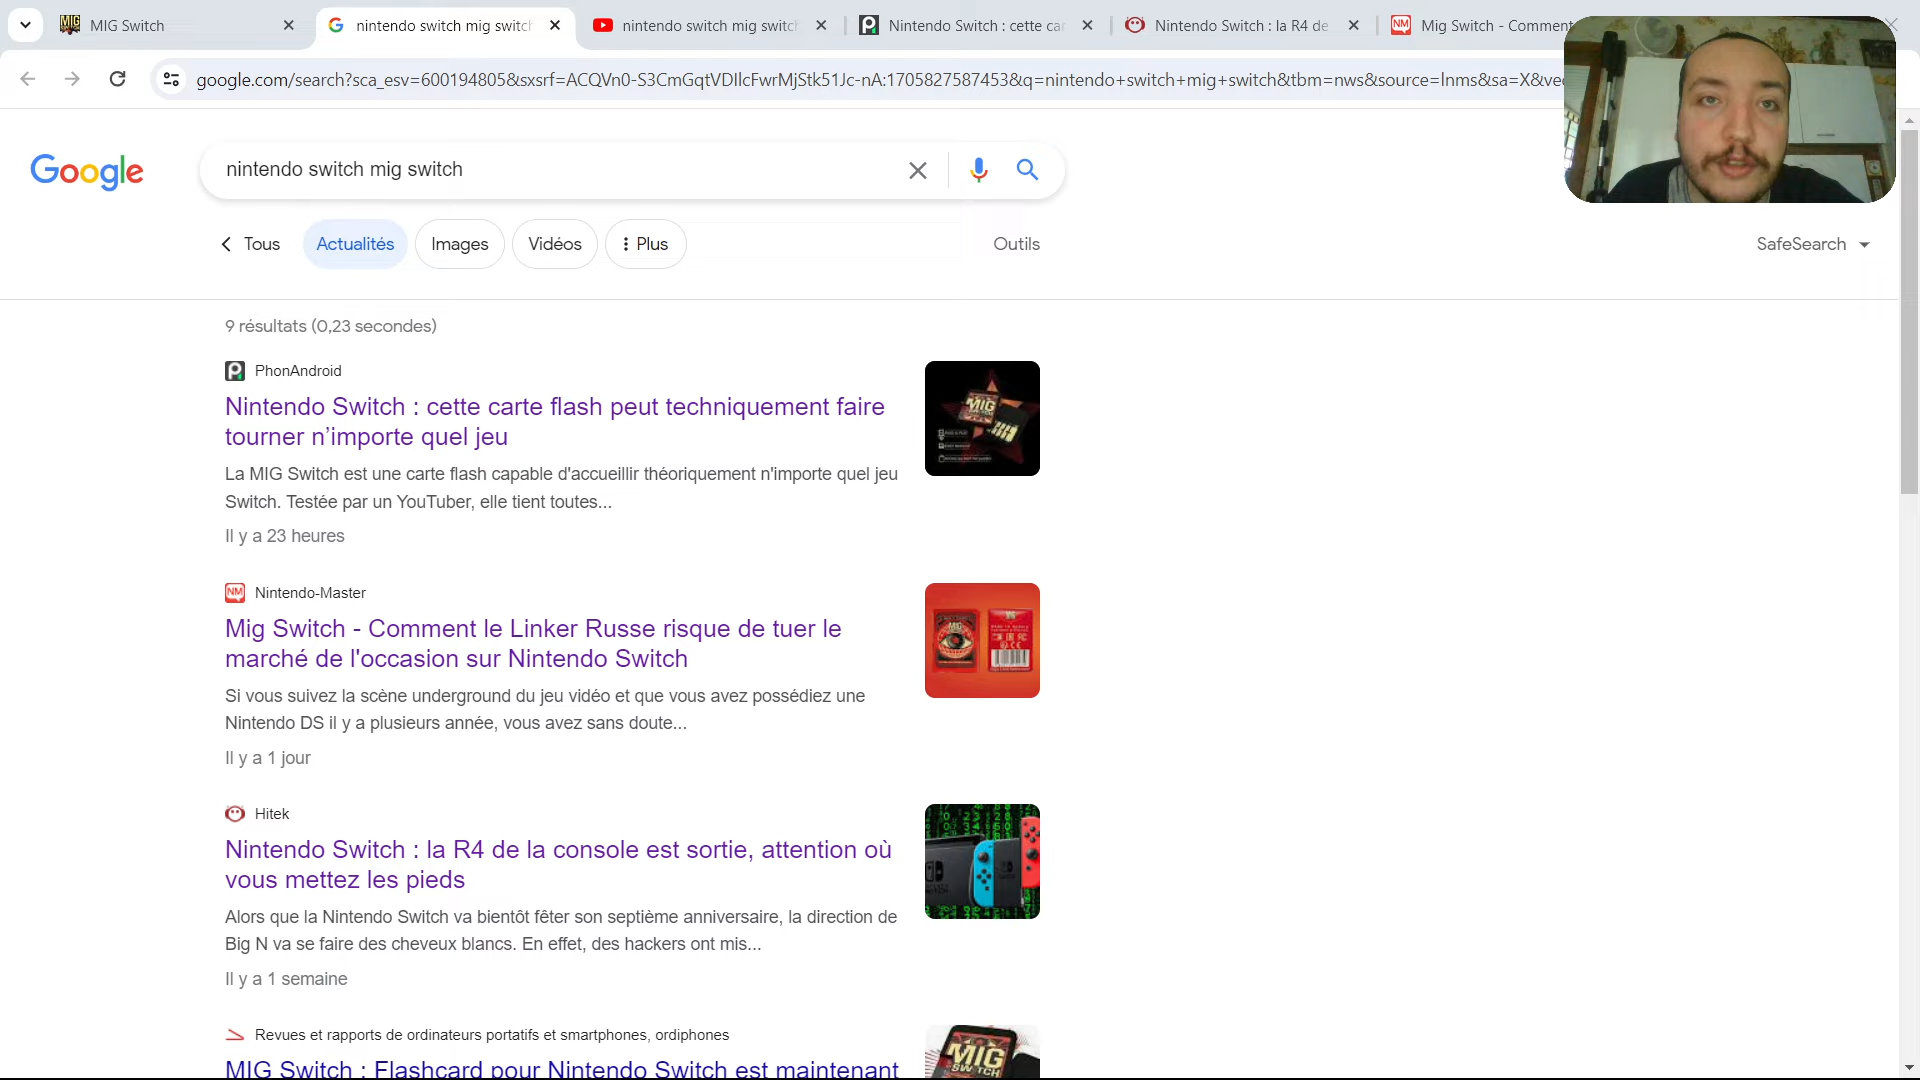 MIG Switch
nintendo switch mig switch
nintendo switch mig switch
Nintendo Switch : cette car
Nintendo Switch : la R4 de
Mig Switch - Comment
google.com/search?sca_esv=600194805&sxsrf=ACQVn0-S3CmGqtVDIlcFwrMjStk51Jc-nA:1705827587453&q=nintendo+switch+mig+switch&tbm=nws&source=lnms&sa=X&ved
Google
nintendo switch mig switch
Tous
Actualités
Images
Vidéos
Plus
Outils
SafeSearch
9 résultats (0,23 secondes)
PhonAndroid
Nintendo Switch : cette carte flash peut techniquement faire
tourner n’importe quel jeu
La MIG Switch est une carte flash capable d'accueillir théoriquement n'importe quel jeu
Switch. Testée par un YouTuber, elle tient toutes...
Il y a 23 heures
MIG
NM Nintendo-Master
Mig Switch - Comment le Linker Russe risque de tuer le
marché de l'occasion sur Nintendo Switch
Si vous suivez la scène underground du jeu vidéo et que vous avez possédiez une
Nintendo DS il y a plusieurs année, vous avez sans doute...
Il y a 1 jour
Hitek
Nintendo Switch : la R4 de la console est sortie, attention où
vous mettez les pieds
Alors que la Nintendo Switch va bientôt fêter son septième anniversaire, la direction de
Big N va se faire des cheveux blancs. En effet, des hackers ont mis...
Il y a 1 semaine
Revues et rapports de ordinateurs portatifs et smartphones, ordiphones
MIG Switch : Flashcard pour Nintendo Switch est maintenant
MIG
SWITCH